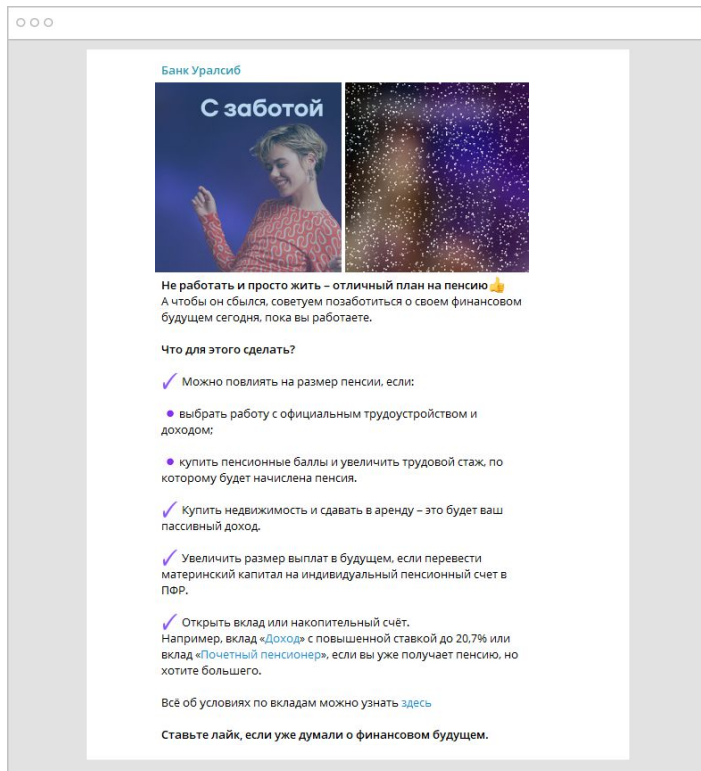 Банк Уралсиб
С заботой
Не работать и просто жить – отличный план на пенсию👍
А чтобы он сбылся, советуем позаботиться о своем финансовом
будущем сегодня, пока вы работаете.
Что для этого сделать?
✓ Можно повлиять на размер пенсии, если:
● выбрать работу с официальным трудоустройством и
доходом;
● купить пенсионные баллы и увеличить трудовой стаж, по
которому будет начислена пенсия.
✓ Купить недвижимость и сдавать в аренду – это будет ваш
пассивный доход.
✓ Увеличить размер выплат в будущем, если перевести
материнский капитал на индивидуальный пенсионный счет в
ПФР.
✓ Открыть вклад или накопительный счёт.
Например, вклад «Доход» с повышенной ставкой до 20,7% или
вклад «Почетный пенсионер», если вы уже получает пенсию, но
хотите большего.
Всё об условиях по вкладам можно узнать здесь
Ставьте лайк, если уже думали о финансовом будущем.